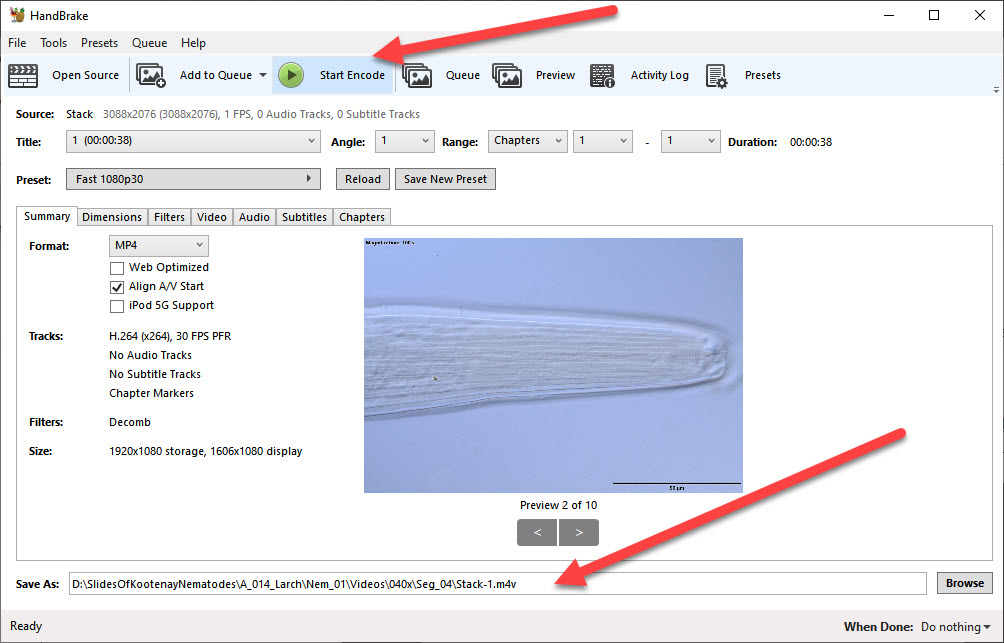 HandBrake
File Tools Presets Queue Help
Open Source Add to Queue Start Encode Queue Preview Activity Log Presets
Source: Stack 3088x2076 (3088x2076), 1 FPS, 0 Audio Tracks, 0 Subtitle Tracks
Title: 1 (00:00:38) Angle: 1 Range: Chapters 1 - 1 Duration: 00:00:38
Preset: Fast 1080p30 Reload Save New Preset
Summary Dimensions Filters Video Audio Subtitles Chapters
Format: MP4
Web Optimized
Align A/V Start
iPod 5G Support
Tracks: H.264 (x264), 30 FPS PFR
No Audio Tracks
No Subtitle Tracks
Chapter Markers
Filters: Decomb
Size: 1920x1080 storage, 1606x1080 display
50 µm
Preview 2 of 10
< >
Save As: D:\SlidesOfKootenayNematodes\A_014_Larch\Nem_01\Videos\040x\Seg_04\Stack-1.m4v Browse
Ready When Done: Do nothing